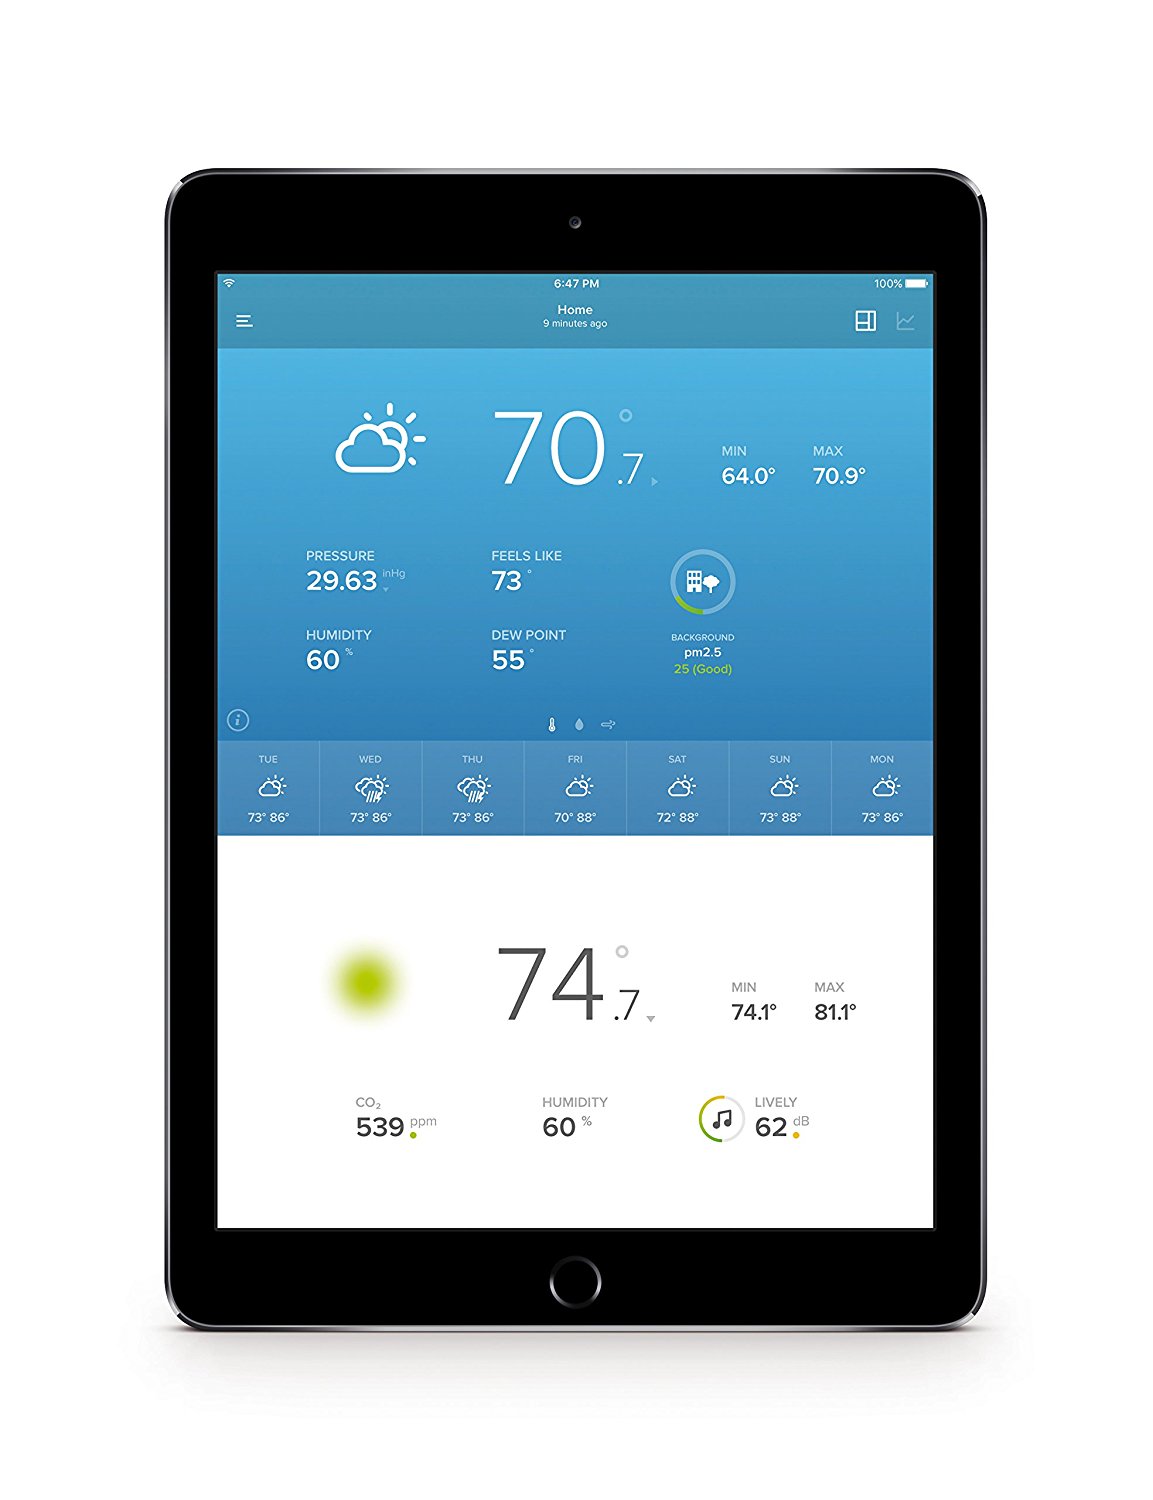 6:47 PM
100%
Home
9 minutes ago
70.7°
MIN MAX
64.0° 70.9°
PRESSURE
29.63 inHg
FEELS LIKE
73°
HUMIDITY
60 %
DEW POINT
55°
BACKGROUND
pm2.5
25 (Good)
i
TUE WED THU FRI SAT SUN MON
73° 86° 73° 86° 73° 86° 70° 88° 72° 88° 73° 88° 73° 86°
74.7°
MIN MAX
74.1° 81.1°
CO₂
539 ppm
HUMIDITY
60 %
LIVELY
62 dB